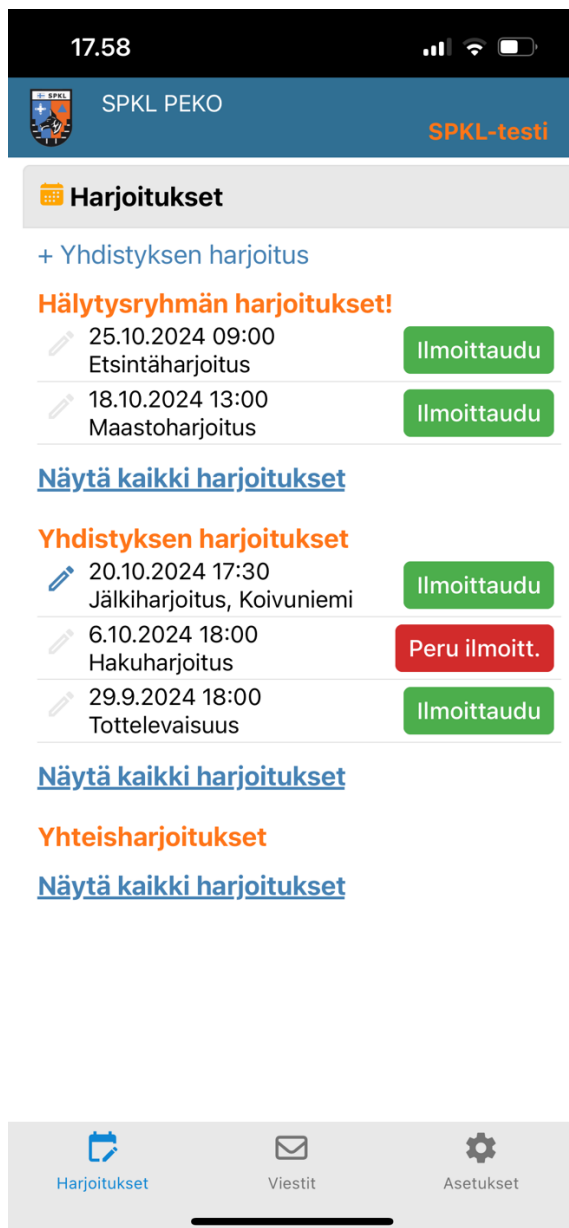 17.58
SPKL
SPKL PEKO
SPKL-testi
Harjoitukset
+ Yhdistyksen harjoitus
Hälytysryhmän harjoitukset!
25.10.2024 09:00
Etsintäharjoitus
Ilmoittaudu
18.10.2024 13:00
Maastoharjoitus
Ilmoittaudu
Näytä kaikki harjoitukset
Yhdistyksen harjoitukset
20.10.2024 17:30
Jälkiharjoitus, Koivuniemi
Ilmoittaudu
6.10.2024 18:00
Hakuharjoitus
Peru ilmoitt.
29.9.2024 18:00
Tottelevaisuus
Ilmoittaudu
Näytä kaikki harjoitukset
Yhteisharjoitukset
Näytä kaikki harjoitukset
Harjoitukset
Viestit
Asetukset